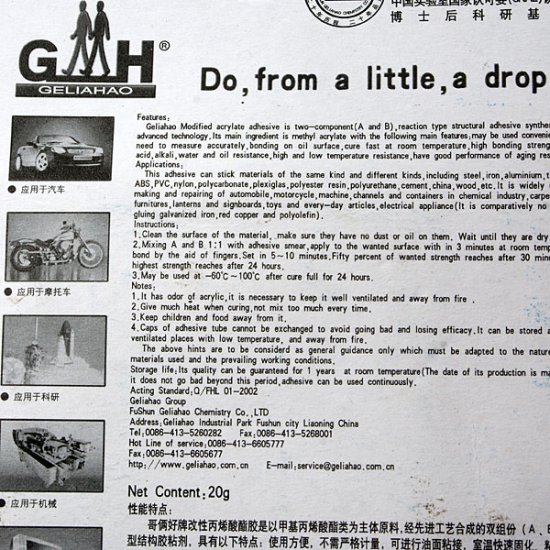 中国实验室国家认可委
博士后科研基
GMH®
GELIAHAO
Do, from a little, a drop
Features:
Geliahao Modified acrylate adhesive is two-component(A and B), reaction type structural adhesive synthe
advanced technology, Its main ingredient is methyl acrylate with the following main features; may be used convenie
need to measure accurately, bonding on oil surface, cure fast at room temperature, high bonding streng
acid, alkali, water and oil resistance, high and low temperature resistance, have good performance of aging res
Applications:
This adhesive can stick materials of the same kind and different kinds, including steel, iron, aluminium, t
ABS, PVC, nylon, polycarbonate, plexiglas, polyester resin, polyurethane, cement, china, wood, etc. It is widely
making and repairing of automobile, motorcycle, machine, channels and containers in chemical industry, carpe
furnitures, lanterns and signboards, toys and every-day articles, electrical appliance(It is comparatively no
gluing galvanized iron, red copper and polyolefin).
Instructions:
1、Clean the surface of the material, make sure they have no dust or oil on them. Wait until they are dry
2、Mixing A and B 1:1 with adhesive smear, apply to the wanted surface with in 3 minutes at room temp
bond by the aid of fingers. Set in 5~10 minutes, Fifty percent of wanted strength reaches after 30 minu
highest strength reaches after 24 hours.
3、May be used at -60℃~100℃ after cure full for 24 hours.
Notes:
1、It has odor of acrylic, it is necessary to keep it well ventilated and away from fire.
2、Give much heat when curing, not mix too much every time.
3、Keep children and food away from it.
4、Caps of adhesive tube cannot be exchanged to avoid going bad and losing efficacy. It can be stored a
ventilated places with low temperature, and away from fire.
The above hints are to be considerd as general guidance only which must be adapted to the nature
materials used and the prevailing working conditions.
Storage life: Its quality can be guaranteed for 1 years at room temperature(The date of its production is ma
it does not go bad beyond this period, adhesive can be used continuously.
Acting Standard: Q/FHL 01-2002
Geliahao Group
FuShun Geliahao Chemistry Co., LTD
Address: Geliahao Industrial Park Fushun city Liaoning China
Tel: 0086-413-5260282 Fax: 0086-413-5268001
Hot Line of service: 0086-413-6605777
Fax: 0086-413-6605677
http://www.geliahao.com.cn E-mail: service@geliahao.com.cn
Net Content: 20g
● 应用于汽车
● 应用于摩托车
● 应用于科研
● 应用于机械
性能特点:
哥俩好牌改性丙烯酸酯胶是以甲基丙烯酸酯类为主体原料,经先进工艺合成的双组份(A、B
型结构胶粘剂,具有以下特点:使用方便,不需严格计量,可进行油面粘接,室温快速固化,粘